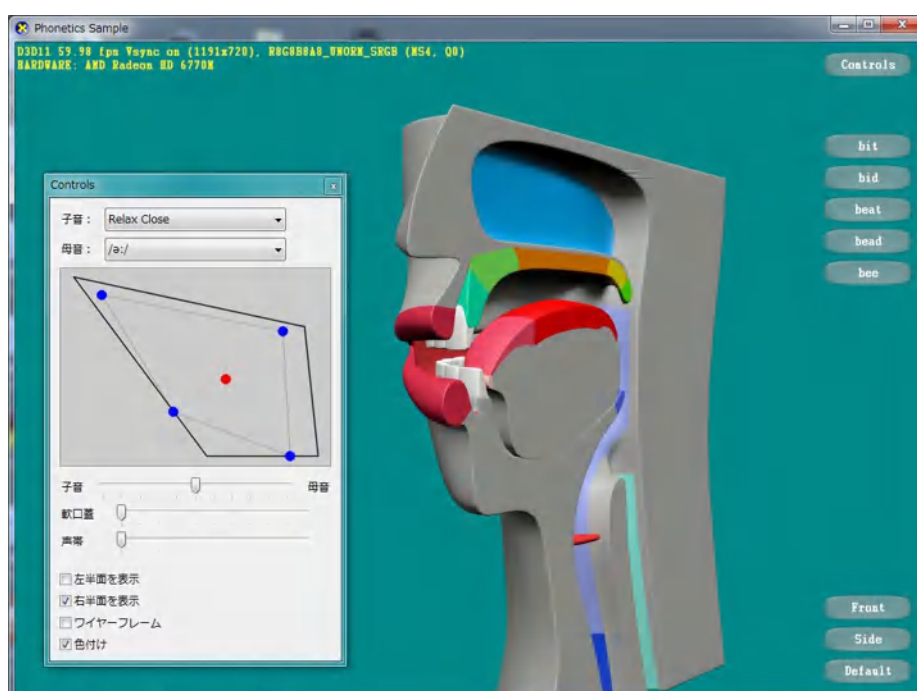 Phonetics Sample
D3D11 59.98 fps Vsync on (1191x720), R8G8B8A8_UNORM_SRGB (MS4, Q0)
HARDWARE: AMD Radeon HD 6770M
Controls
bit
bid
beat
bead
bee
Controls
子音： Relax Close
母音： /ə:/
子音 母音
軟口蓋
声帯
左半面を表示
右半面を表示
ワイヤーフレーム
色付け
Front
Side
Default